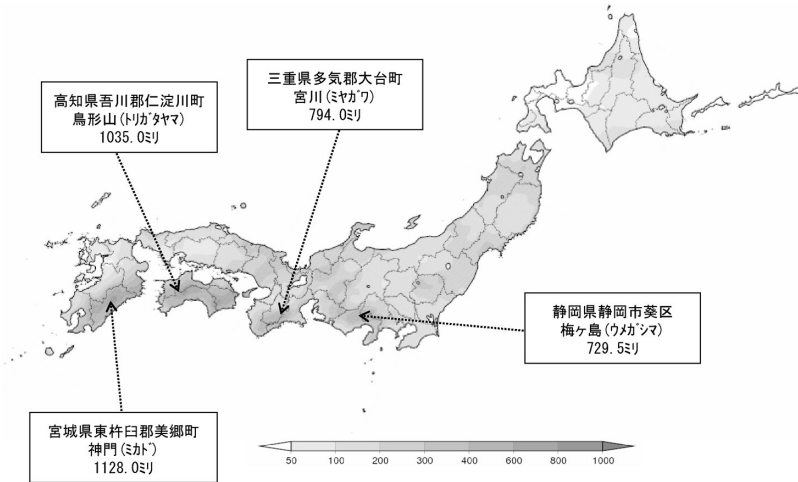 三重県多気郡大台町
宮川(ミヤガワ)
794.0ミリ
高知県吾川郡仁淀川町
鳥形山(トリガタヤマ)
1035.0ミリ
静岡県静岡市葵区
梅ヶ島(ウメガシマ)
729.5ミリ
宮城県東杵臼郡美郷町
神門(ミカド)
1128.0ミリ
50 100 200 300 400 600 800 1000